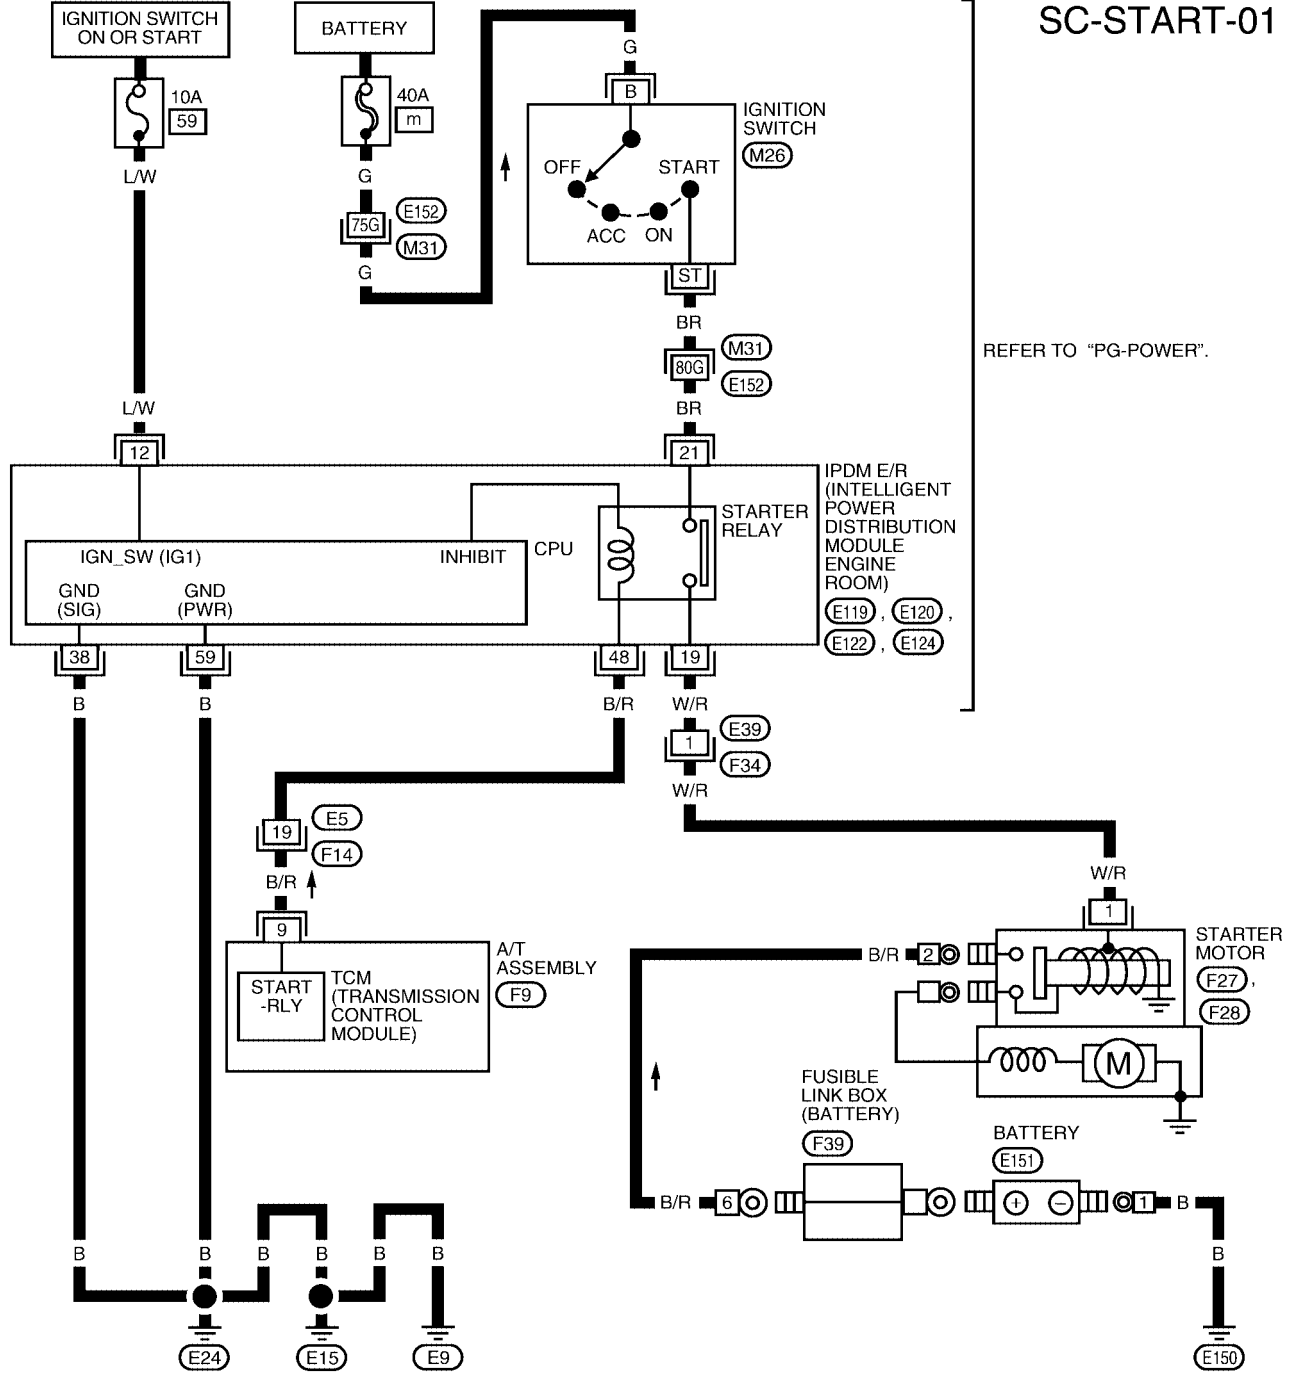 SC-START-01
IGNITION SWITCH
ON OR START
BATTERY
10A
59
40A
m
L/W
G
75G
E152
M31
G
G
B
IGNITION
SWITCH
M26
OFF
START
ACC
ON
ST
BR
M31
80G
E152
BR
REFER TO "PG-POWER".
L/W
12
21
IPDM E/R
(INTELLIGENT
POWER
DISTRIBUTION
MODULE
ENGINE
ROOM)
E119 , E120 ,
E122 , E124
STARTER
RELAY
CPU
IGN_SW (IG1)
INHIBIT
GND
(SIG)
GND
(PWR)
38
59
48
19
B
B
B/R
W/R
E39
1
F34
W/R
E5
19
F14
B/R
9
A/T
ASSEMBLY
F9
START
-RLY
TCM
(TRANSMISSION
CONTROL
MODULE)
W/R
1
STARTER
MOTOR
F27 ,
F28
B/R
2
M
FUSIBLE
LINK BOX
(BATTERY)
F39
BATTERY
E151
B/R
6
+
−
1
B
B
B
B
B
B
B
B
E24
E15
E9
E150